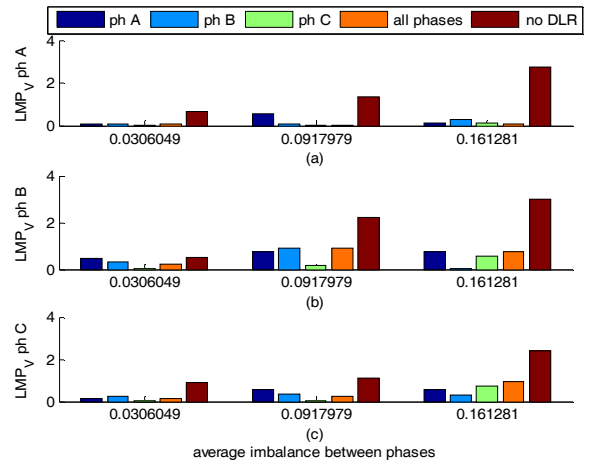 ph A ph B ph C all phases no DLR
4
2
0
LMP_V ph A
0.0306049 0.0917979 0.161281
(a)
4
2
0
LMP_V ph B
0.0306049 0.0917979 0.161281
(b)
4
2
0
LMP_V ph C
0.0306049 0.0917979 0.161281
(c)
average imbalance between phases